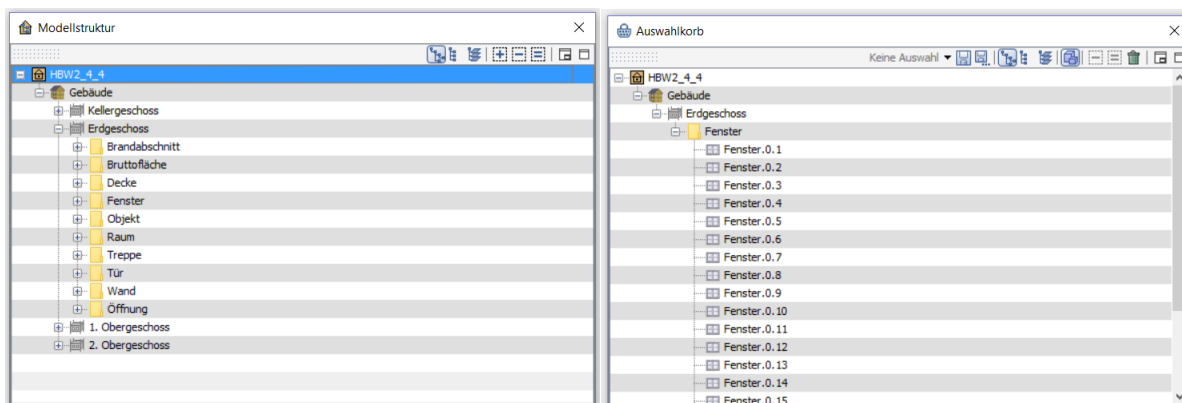 Modellstruktur
HBW2_4_4
Gebäude
Kellergeschoss
Erdgeschoss
Brandabschnitt
Bruttofläche
Decke
Fenster
Objekt
Raum
Treppe
Tür
Wand
Öffnung
1. Obergeschoss
2. Obergeschoss
Auswahlkorb
Keine Auswahl
HBW2_4_4
Gebäude
Erdgeschoss
Fenster
Fenster.0.1
Fenster.0.2
Fenster.0.3
Fenster.0.4
Fenster.0.5
Fenster.0.6
Fenster.0.7
Fenster.0.8
Fenster.0.9
Fenster.0.10
Fenster.0.11
Fenster.0.12
Fenster.0.13
Fenster.0.14
Fenster.0.15